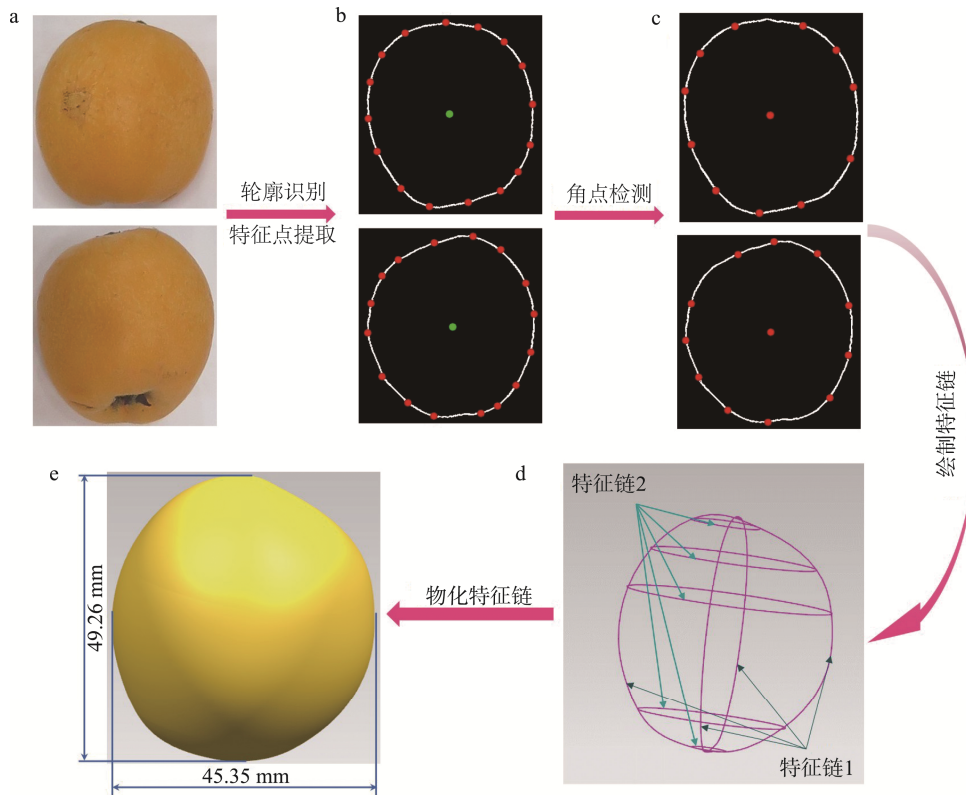 a
b
c
轮廓识别
特征点提取
角点检测
绘制特征链
e
d
特征链2
物化特征链
49.26 mm
45.35 mm
特征链1